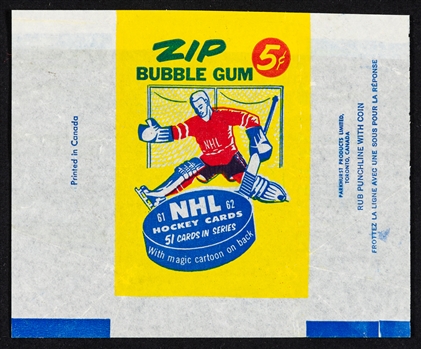 ZIP
BUBBLE GUM
5¢
NHL
61 NHL 62
HOCKEY CARDS
51 CARDS IN SERIES
With magic cartoon on back
Printed in Canada
PARKHURST PRODUCTS LIMITED,
TORONTO, CANADA
RUB PUNCHLINE WITH COIN
FROTTEZ LA LIGNE AVEC UNE SOUS POUR LA RÉPONSE